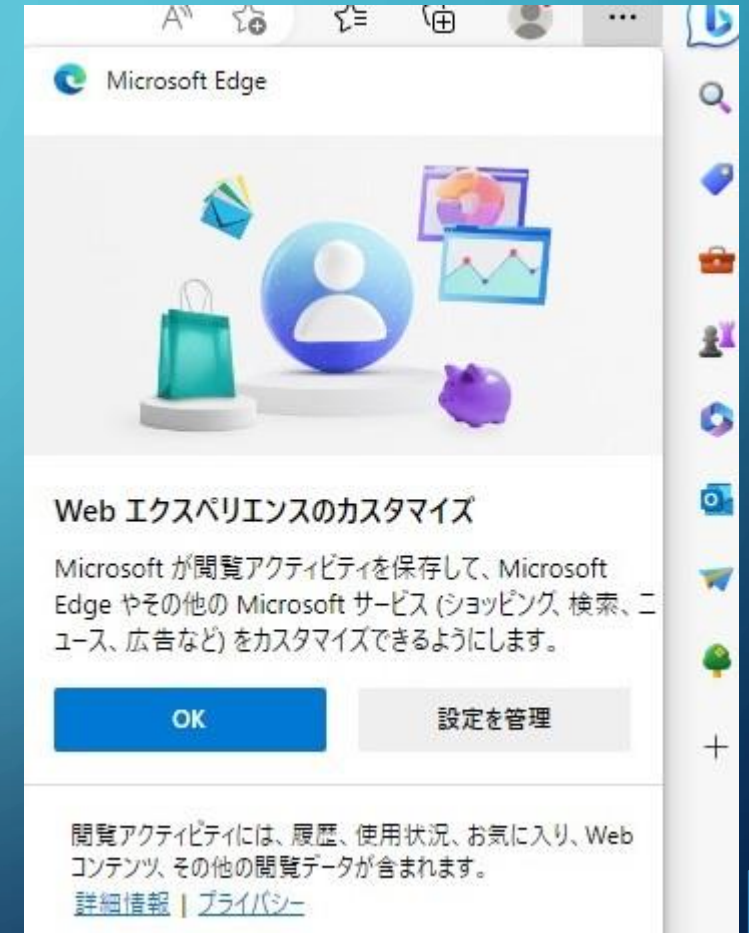 Microsoft Edge
Web エクスペリエンスのカスタマイズ
Microsoft が閲覧アクティビティを保存して、Microsoft
Edge やその他の Microsoft サービス (ショッピング、検索、ニ
ュース、広告など) をカスタマイズできるようにします。
OK
設定を管理
閲覧アクティビティには、履歴、使用状況、お気に入り、Web
コンテンツ、その他の閲覧データが含まれます。
詳細情報 | プライバシー